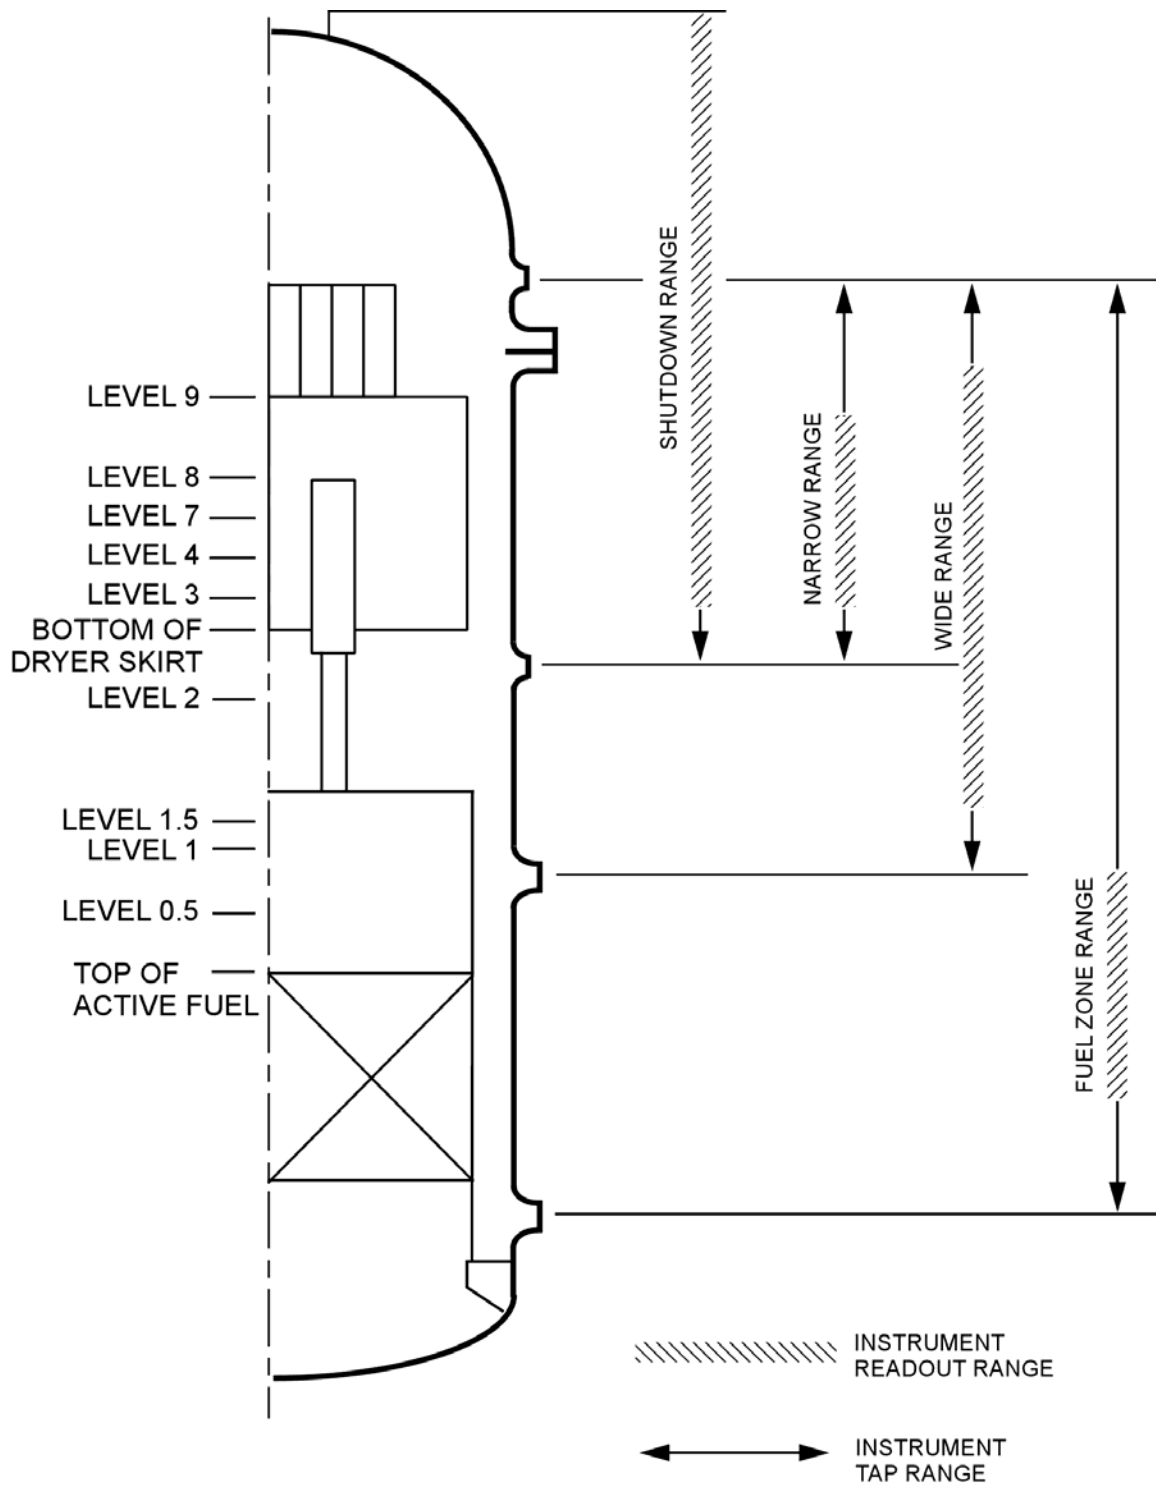 SHUTDOWN RANGE
NARROW RANGE
WIDE RANGE
FUEL ZONE RANGE
LEVEL 9
LEVEL 8
LEVEL 7
LEVEL 4
LEVEL 3
BOTTOM OF
DRYER SKIRT
LEVEL 2
LEVEL 1.5
LEVEL 1
LEVEL 0.5
TOP OF
ACTIVE FUEL
INSTRUMENT
READOUT RANGE
INSTRUMENT
TAP RANGE